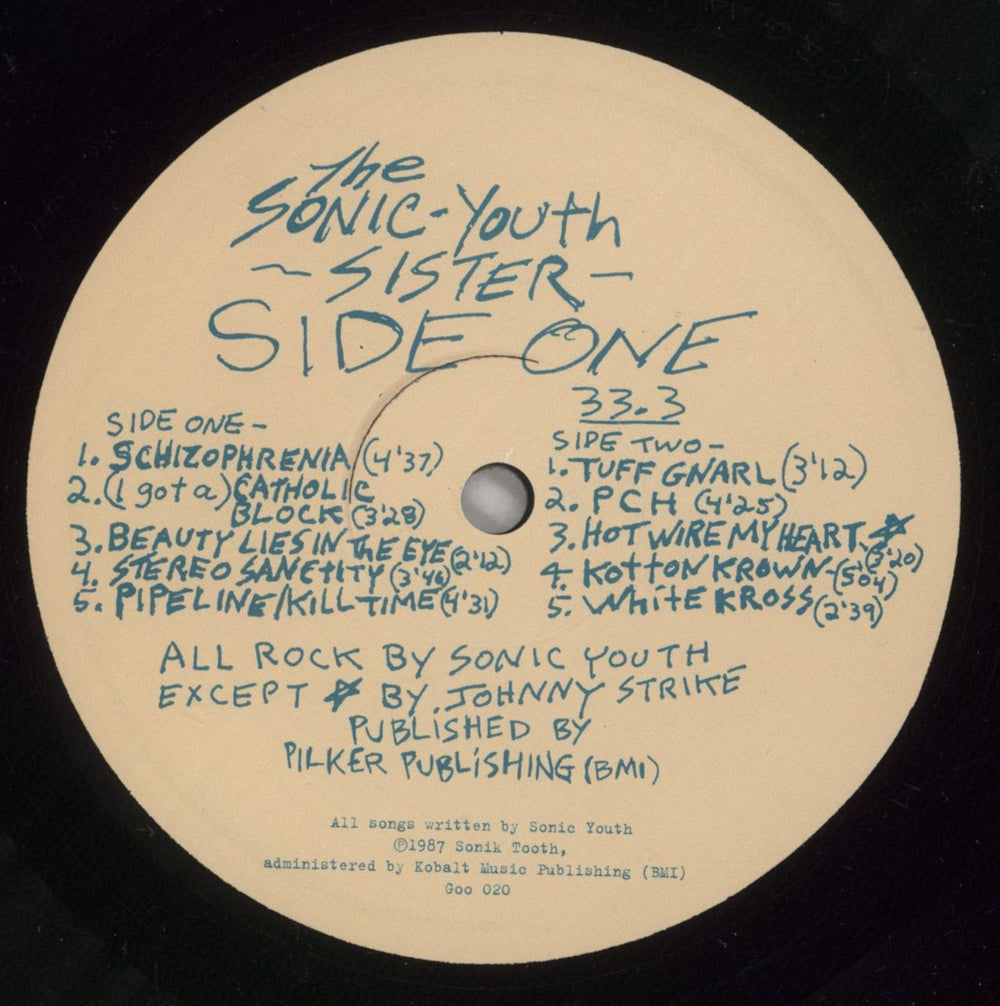 The
SONIC-Youth
~SISTER-
SIDE ONE
33.3
SIDE ONE-
1. SCHIZOPHRENIA (4'37)
2. (I got a) CATHOLIC
BLOCK (3'28)
3. BEAUTY LIES IN THE EYE (2'12)
4. STEREO SANCTITY (3'46)
5. PIPELINE/KILL TIME (4'31)
SIDE TWO-
1. TUFF GNARL (3'12)
2. PCH (4'25)
3. HOT WIRE MY HEART ☆ (3'20)
4. KOTTON KROWN- (5'04)
5. WHITE KROSS (2'39)
ALL ROCK BY SONIC YOUTH
EXCEPT ☆ BY JOHNNY STRIKE
PUBLISHED BY
PILKER PUBLISHING (BMI)
All songs written by Sonic Youth
℗1987 Sonik Tooth,
administered by Kobalt Music Publishing (BMI)
Goo 020